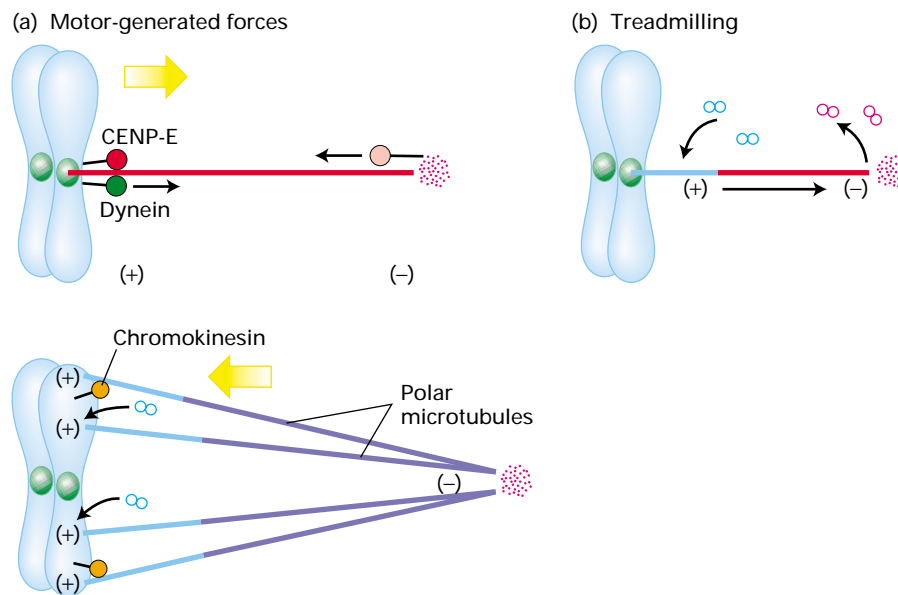 (a) Motor-generated forces
CENP-E
Dynein
(+)
(–)
Chromokinesin
(+)
(+)
Polar
microtubules
(–)
(+)
(+)
(b) Treadmilling
(+)
(–)